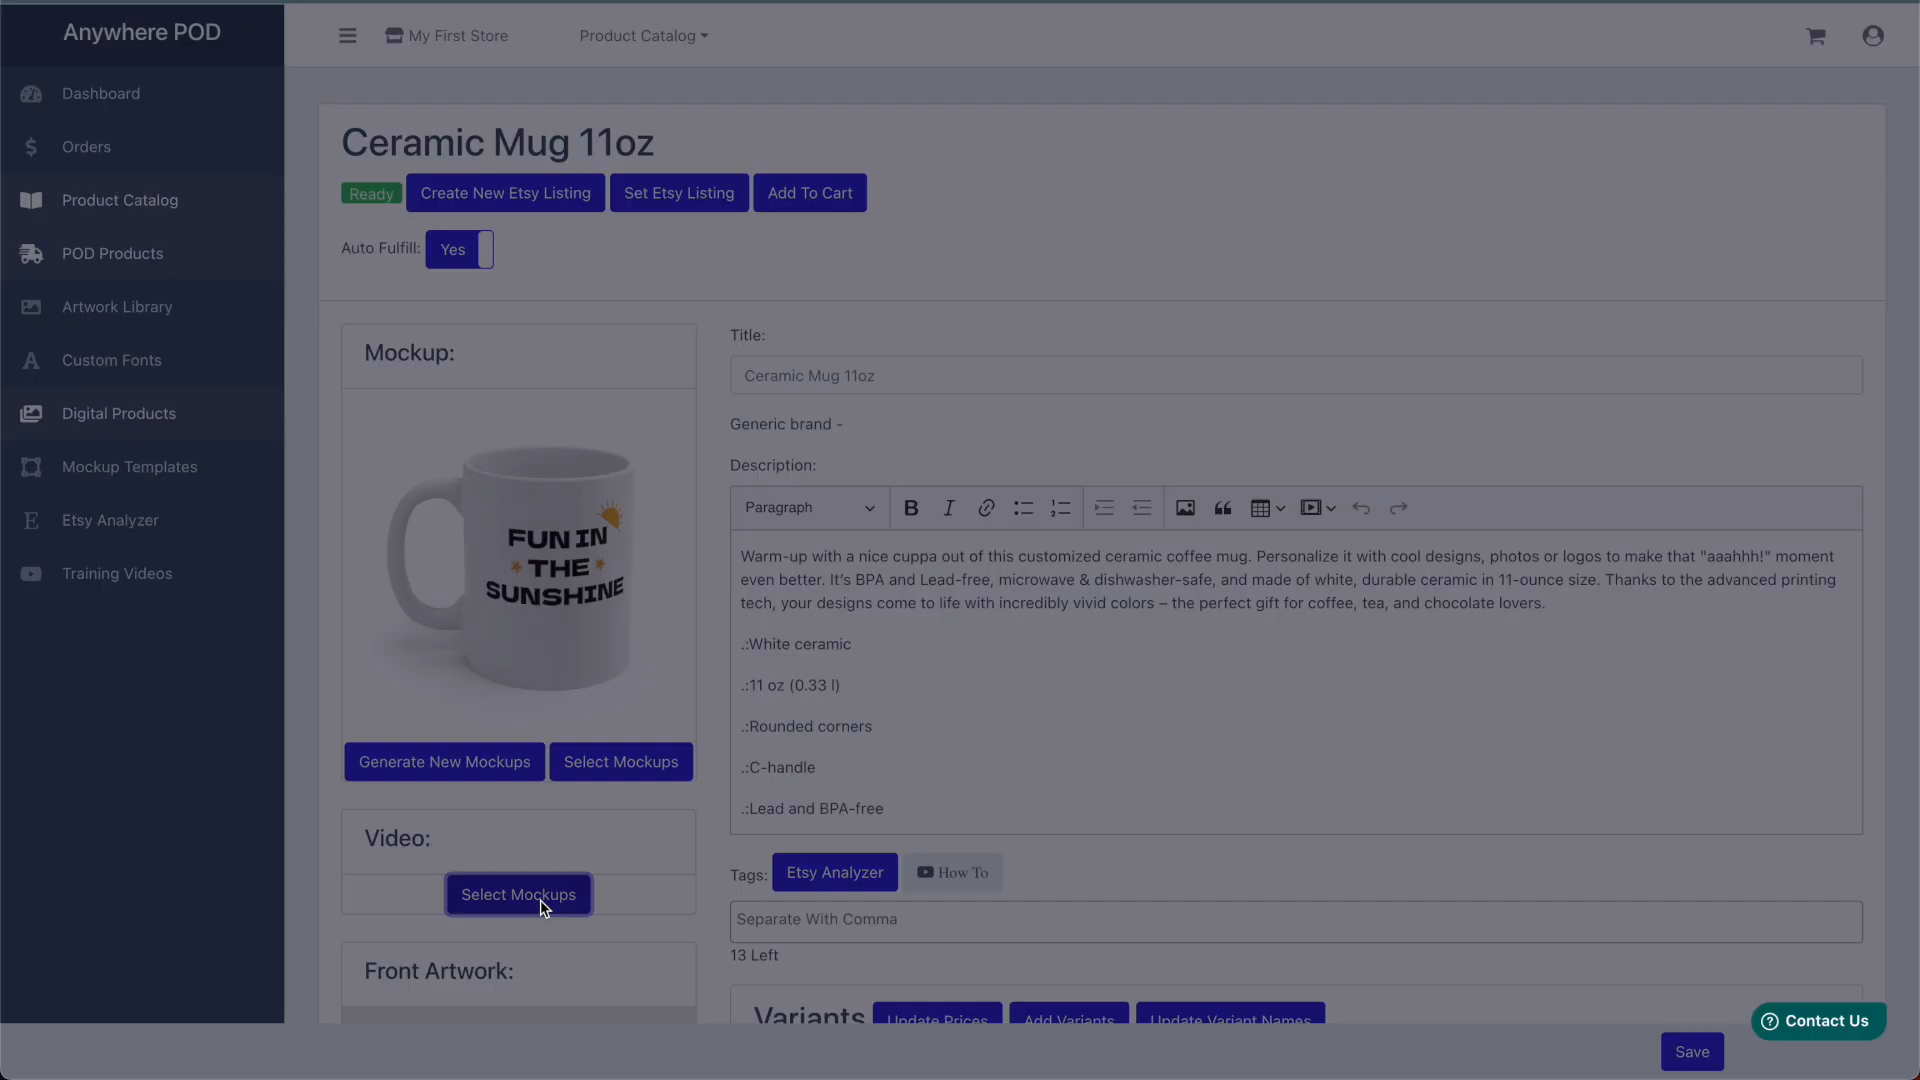 Anywhere POD
My First Store
Product Catalog
Dashboard
Orders
Product Catalog
POD Products
Artwork Library
Custom Fonts
Digital Products
Mockup Templates
Etsy Analyzer
Training Videos
Ceramic Mug 11oz
Ready
Create New Etsy Listing
Set Etsy Listing
Add To Cart
Auto Fulfill:
Yes
Mockup:
FUN IN
THE
SUNSHINE
Generate New Mockups
Select Mockups
Video:
Select Mockups
Front Artwork:
Title:
Ceramic Mug 11oz
Generic brand -
Description:
Paragraph
Warm-up with a nice cuppa out of this customized ceramic coffee mug. Personalize it with cool designs, photos or logos to make that "aaahhh!" moment
even better. It's BPA and Lead-free, microwave & dishwasher-safe, and made of white, durable ceramic in 11-ounce size. Thanks to the advanced printing
tech, your designs come to life with incredibly vivid colors – the perfect gift for coffee, tea, and chocolate lovers.
.:White ceramic
.:11 oz (0.33 l)
.:Rounded corners
.:C-handle
.:Lead and BPA-free
Tags:
Etsy Analyzer
How To
Separate With Comma
13 Left
Variants
Update Prices
Add Variants
Update Variant Names
Contact Us
Save